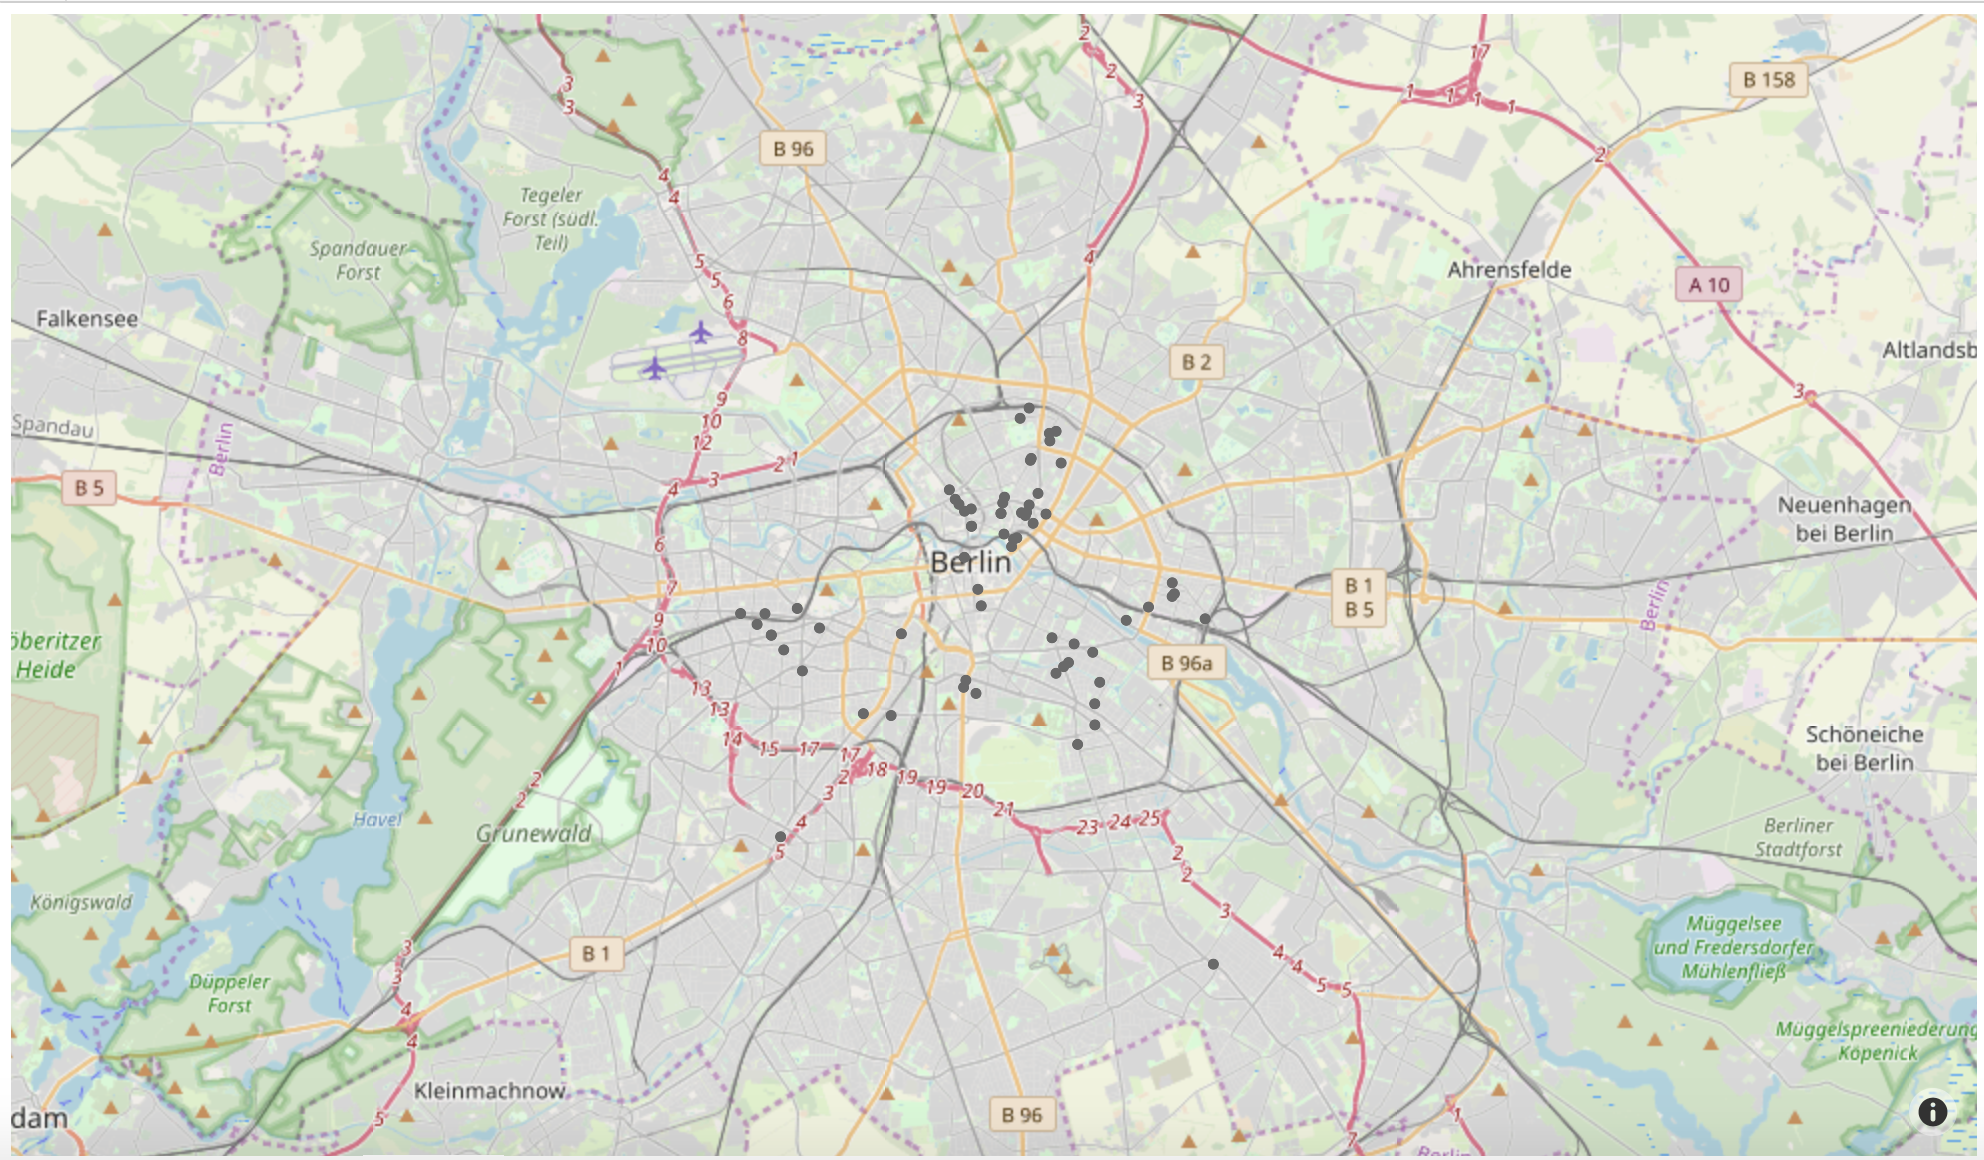 2
17
2
B 158
3
3
3
1
1
1
1
B 96
2
4
4
Tegeler
Forst (südl.
Teil)
Spandauer
Forst
5
5
4
Ahrensfelde
A 10
6
Falkensee
8
B 2
Altlandsb
9
3
10
Spandau
12
Berlin
2
1
3
B 5
4
Neuenhagen
bei Berlin
6
Berlin
7
B 1
B 5
Berlin
9
öberitzer
Heide
10
1
B 96a
13
13
14
15
17
17
18
2
Schöneiche
bei Berlin
2
19
19
20
3
2
21
Havel
4
23
24
25
Grunewald
5
2
Berliner
Stadtforst
2
Königswald
3
Müggelsee
und Fredersdorfer
Mühlenfließ
3
B 1
4
4
3
Düppeler
Forst
5
5
4
4
Müggelspreeniederung
Köpenick
Kleinmachnow
dam
5
B 96
1
7
Berlin